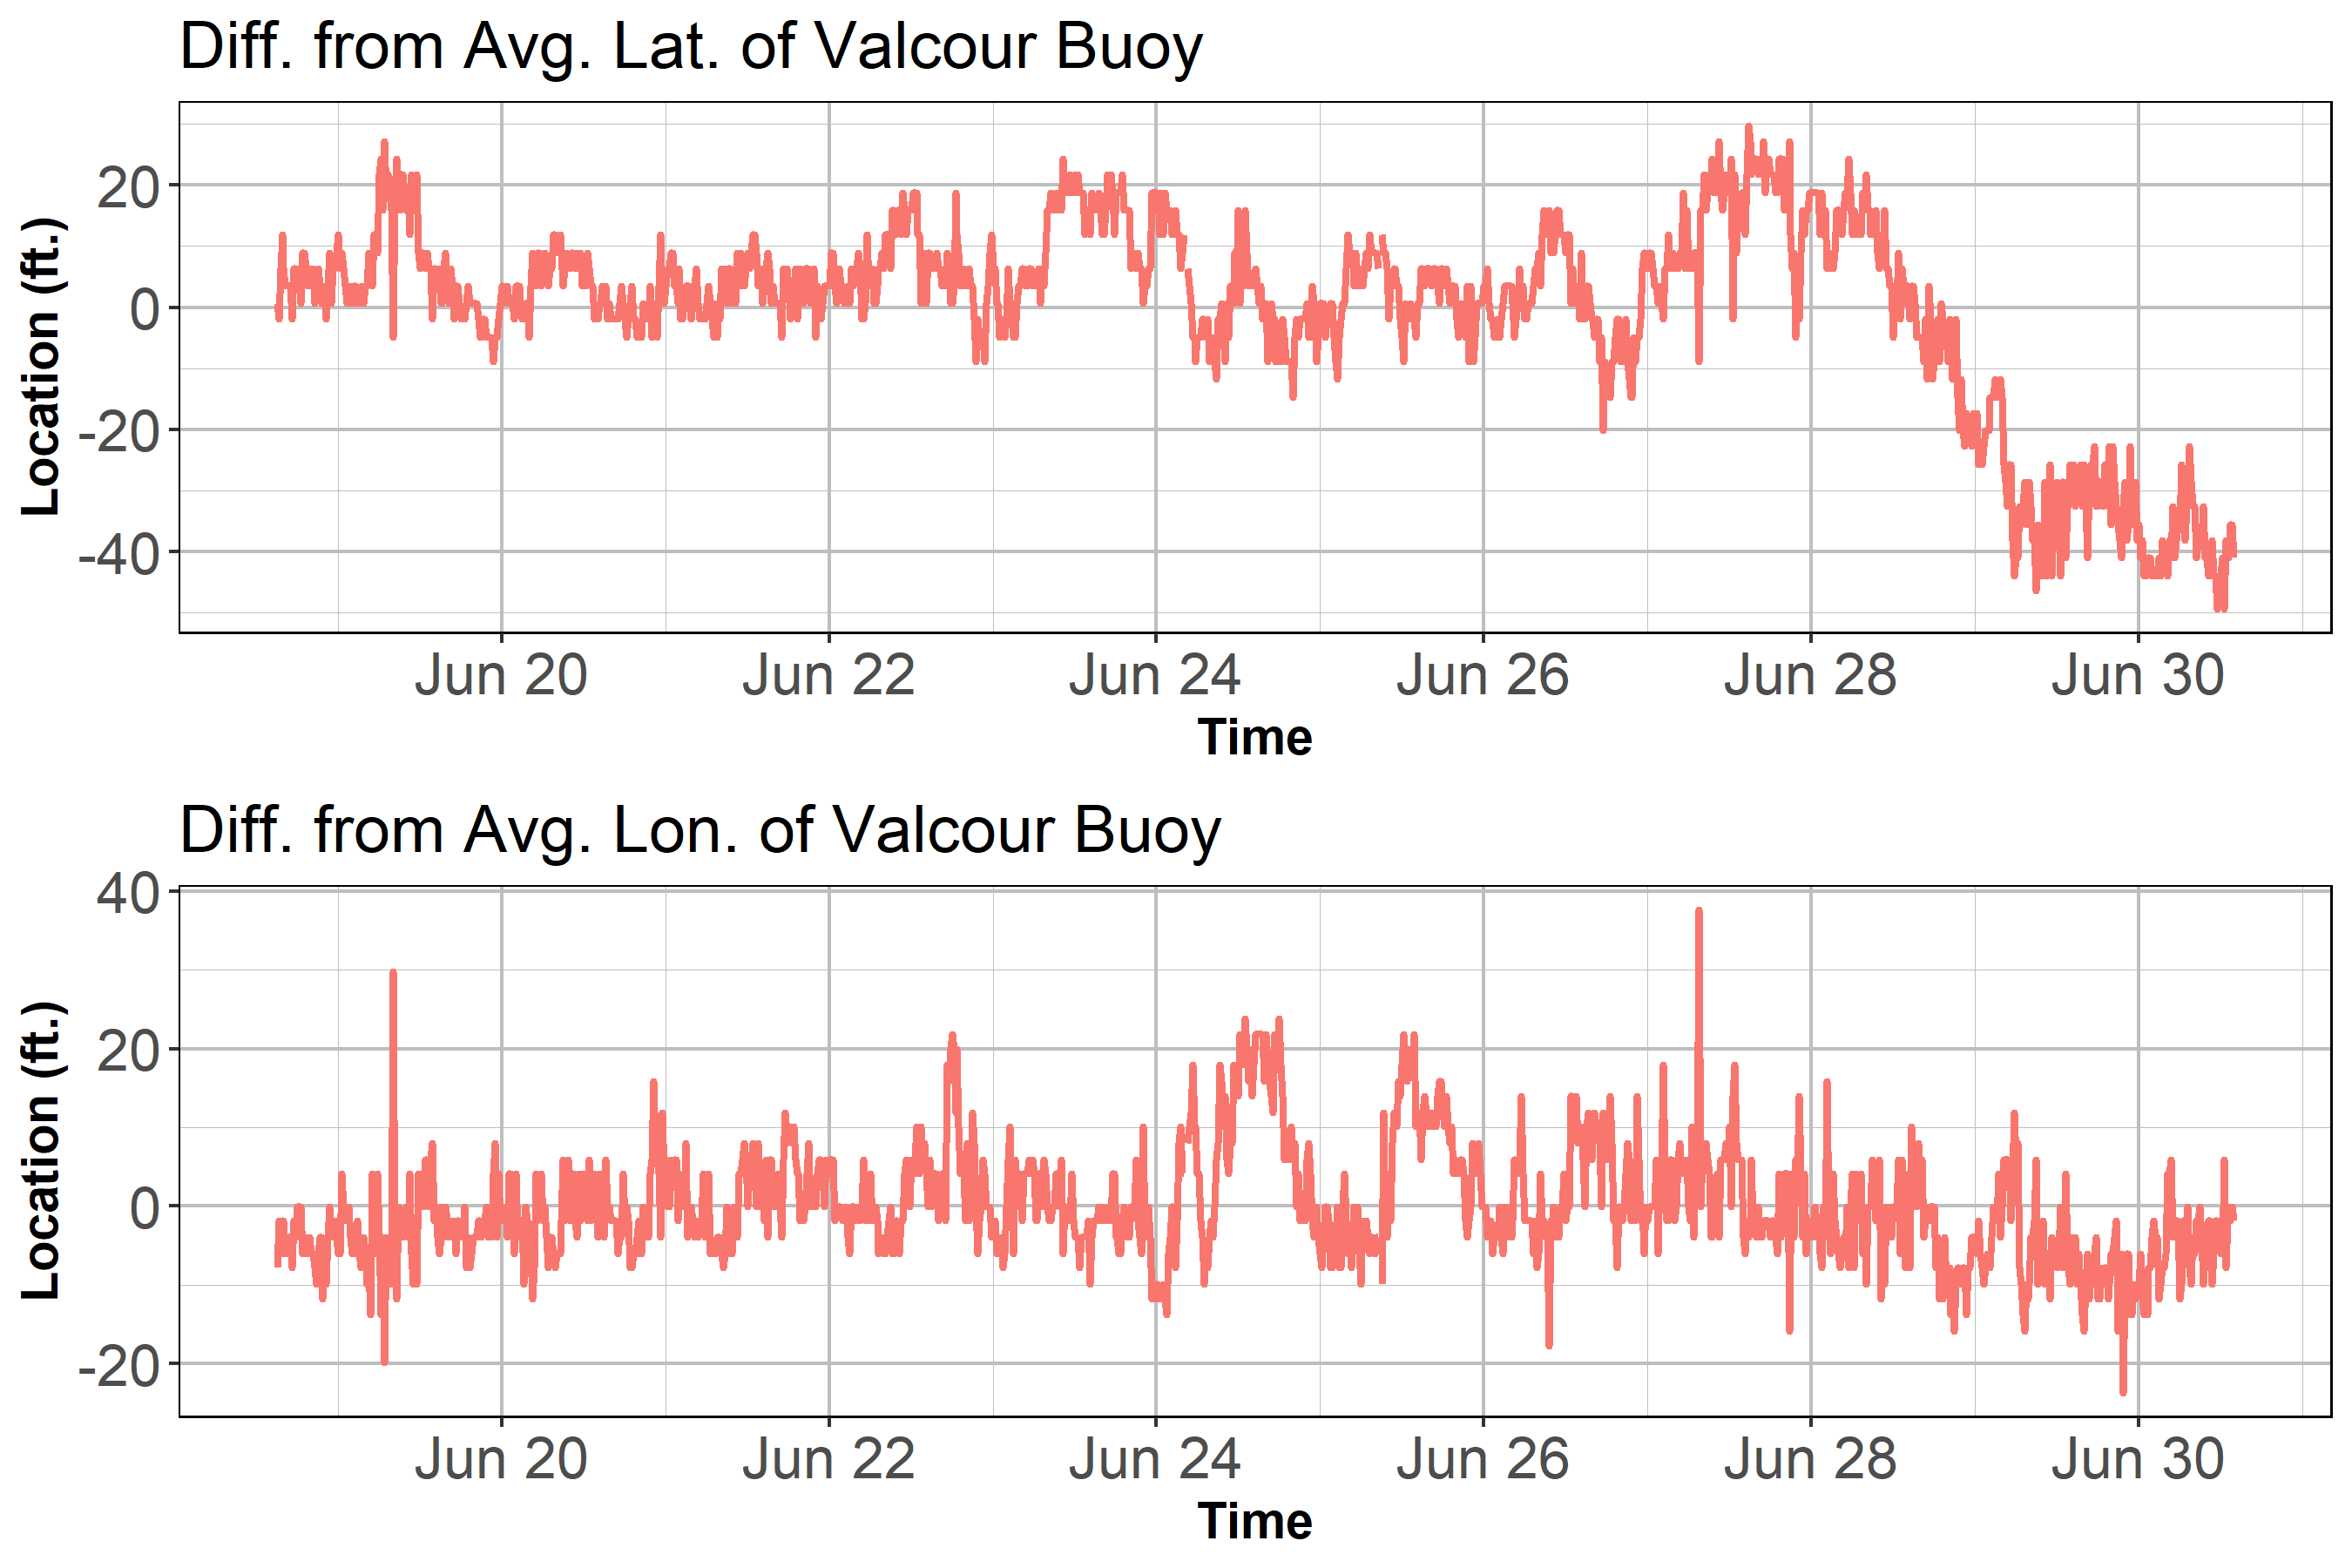 Diff. from Avg. Lat. of Valcour Buoy
Location (ft.)
20
0
-20
-40
Jun 20 Jun 22 Jun 24 Jun 26 Jun 28 Jun 30
Time
Diff. from Avg. Lon. of Valcour Buoy
Location (ft.)
40
20
0
-20
Jun 20 Jun 22 Jun 24 Jun 26 Jun 28 Jun 30
Time